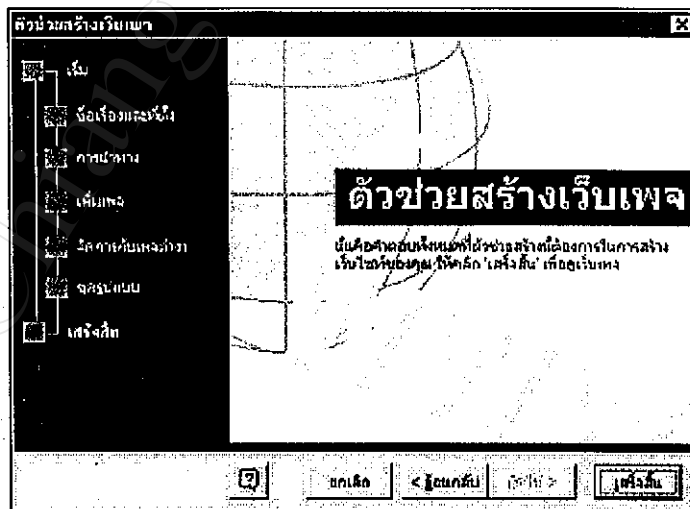 ตัวช่วยสร้างเว็บเพจ
เริ่ม
ชื่อเรื่องและที่ตั้ง
การนำทาง
เพิ่มเพจ
จัดการกับเพจต่างๆ
ชุดรูปแบบ
เสร็จสิ้น
ตัวช่วยสร้างเว็บเพจ
นั่นคือคำตอบทั้งหมดที่ตัวช่วยสร้างนี้ต้องการในการสร้าง
เว็บไซท์ของคุณ ให้คลิก 'เสร็จสิ้น' เพื่อดูเว็บเพจ
ยกเลิก
< ย้อนกลับ
ถัดไป >
เสร็จสิ้น